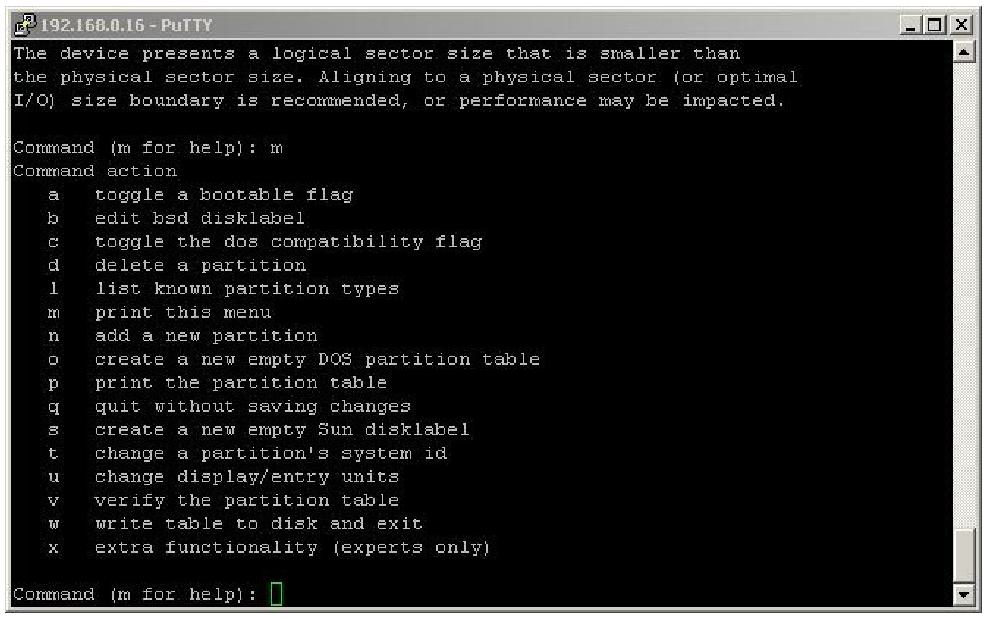 192.168.0.16 - PuTTY
The device presents a logical sector size that is smaller than
the physical sector size. Aligning to a physical sector (or optimal
I/O) size boundary is recommended, or performance may be impacted.
Command (m for help): m
Command action
a   toggle a bootable flag
b   edit bsd disklabel
c   toggle the dos compatibility flag
d   delete a partition
l   list known partition types
m   print this menu
n   add a new partition
o   create a new empty DOS partition table
p   print the partition table
q   quit without saving changes
s   create a new empty Sun disklabel
t   change a partition's system id
u   change display/entry units
v   verify the partition table
w   write table to disk and exit
x   extra functionality (experts only)
Command (m for help):